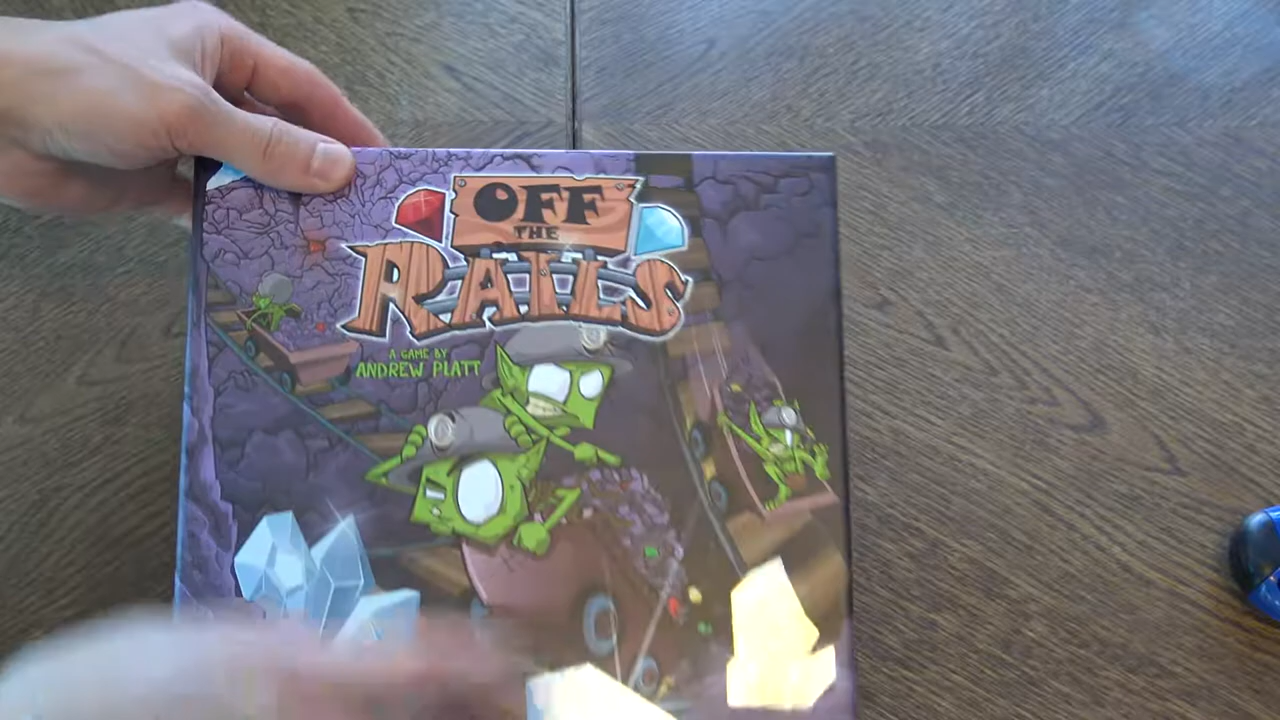 OFF
THE
RAILS
A GAME BY
ANDREW PLATT